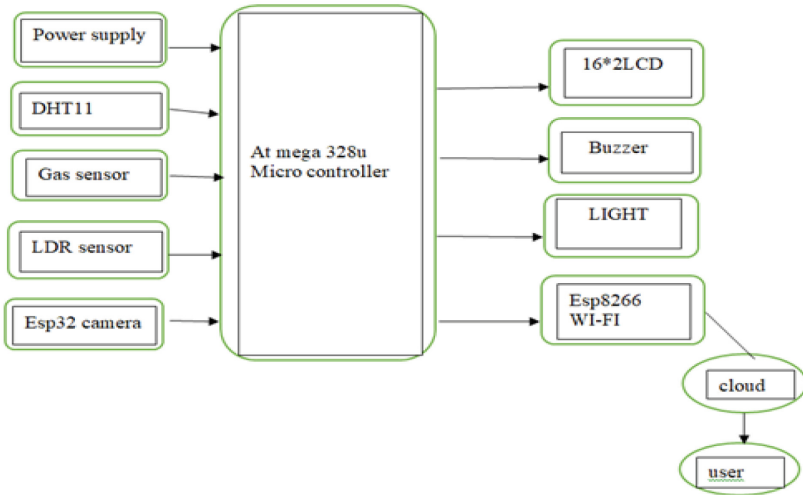 Power supply
DHT11
Gas sensor
LDR sensor
Esp32 camera
At mega 328u
Micro controller
16*2LCD
Buzzer
LIGHT
Esp8266
WI-FI
cloud
user